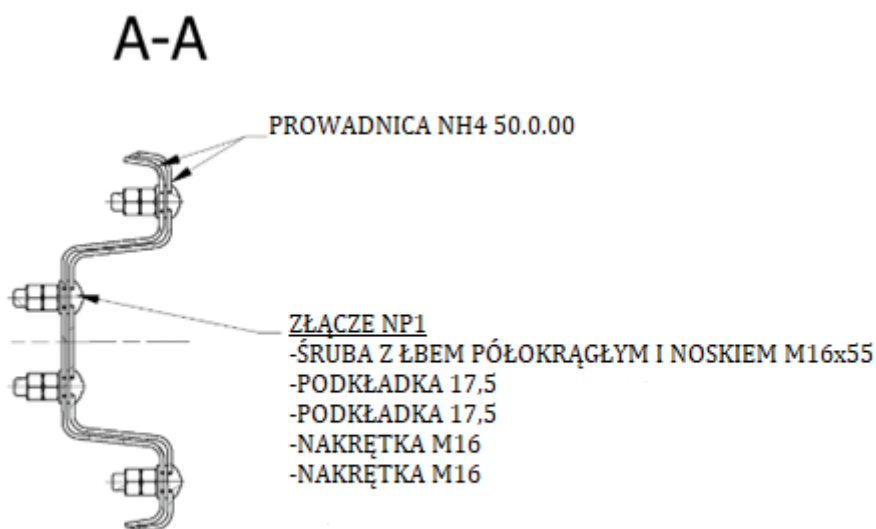 A-A
PROWADNICA NH4 50.0.00
ZŁĄCZE NP1
-ŚRUBA Z ŁBEM PÓŁOKRĄGŁYM I NOSKIEM M16x55
-PODKŁADKA 17,5
-PODKŁADKA 17,5
-NAKRĘTKA M16
-NAKRĘTKA M16